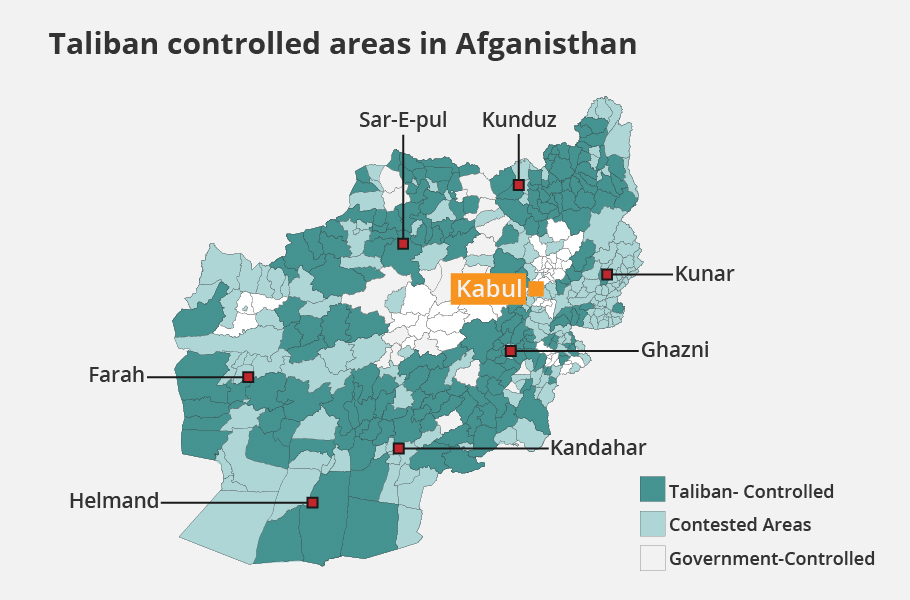 Taliban controlled areas in Afganisthan
Sar-E-pul
Kunduz
Kunar
Kabul
Ghazni
Farah
Kandahar
Helmand
Taliban- Controlled
Contested Areas
Government-Controlled